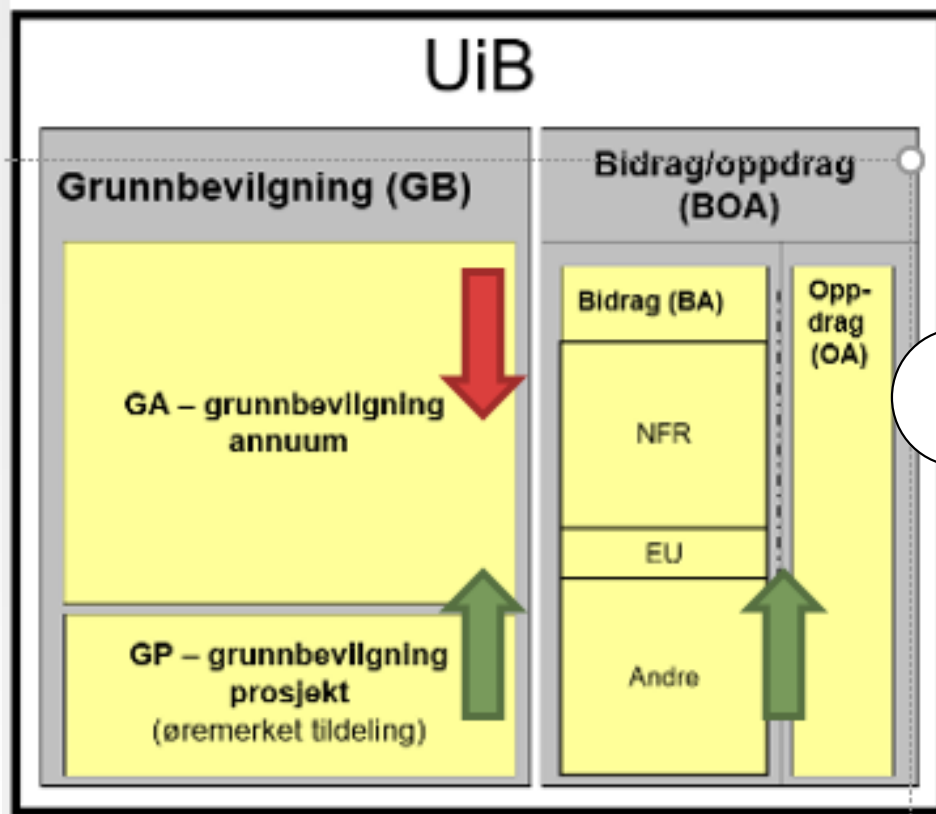 UiB
Grunnbevilgning (GB)
GA – grunnbevilgning
annuum
GP – grunnbevilgning
prosjekt
(øremerket tildeling)
Bidrag/oppdrag
(BOA)
Bidrag (BA)
NFR
EU
Andre
Opp-
drag
(OA)